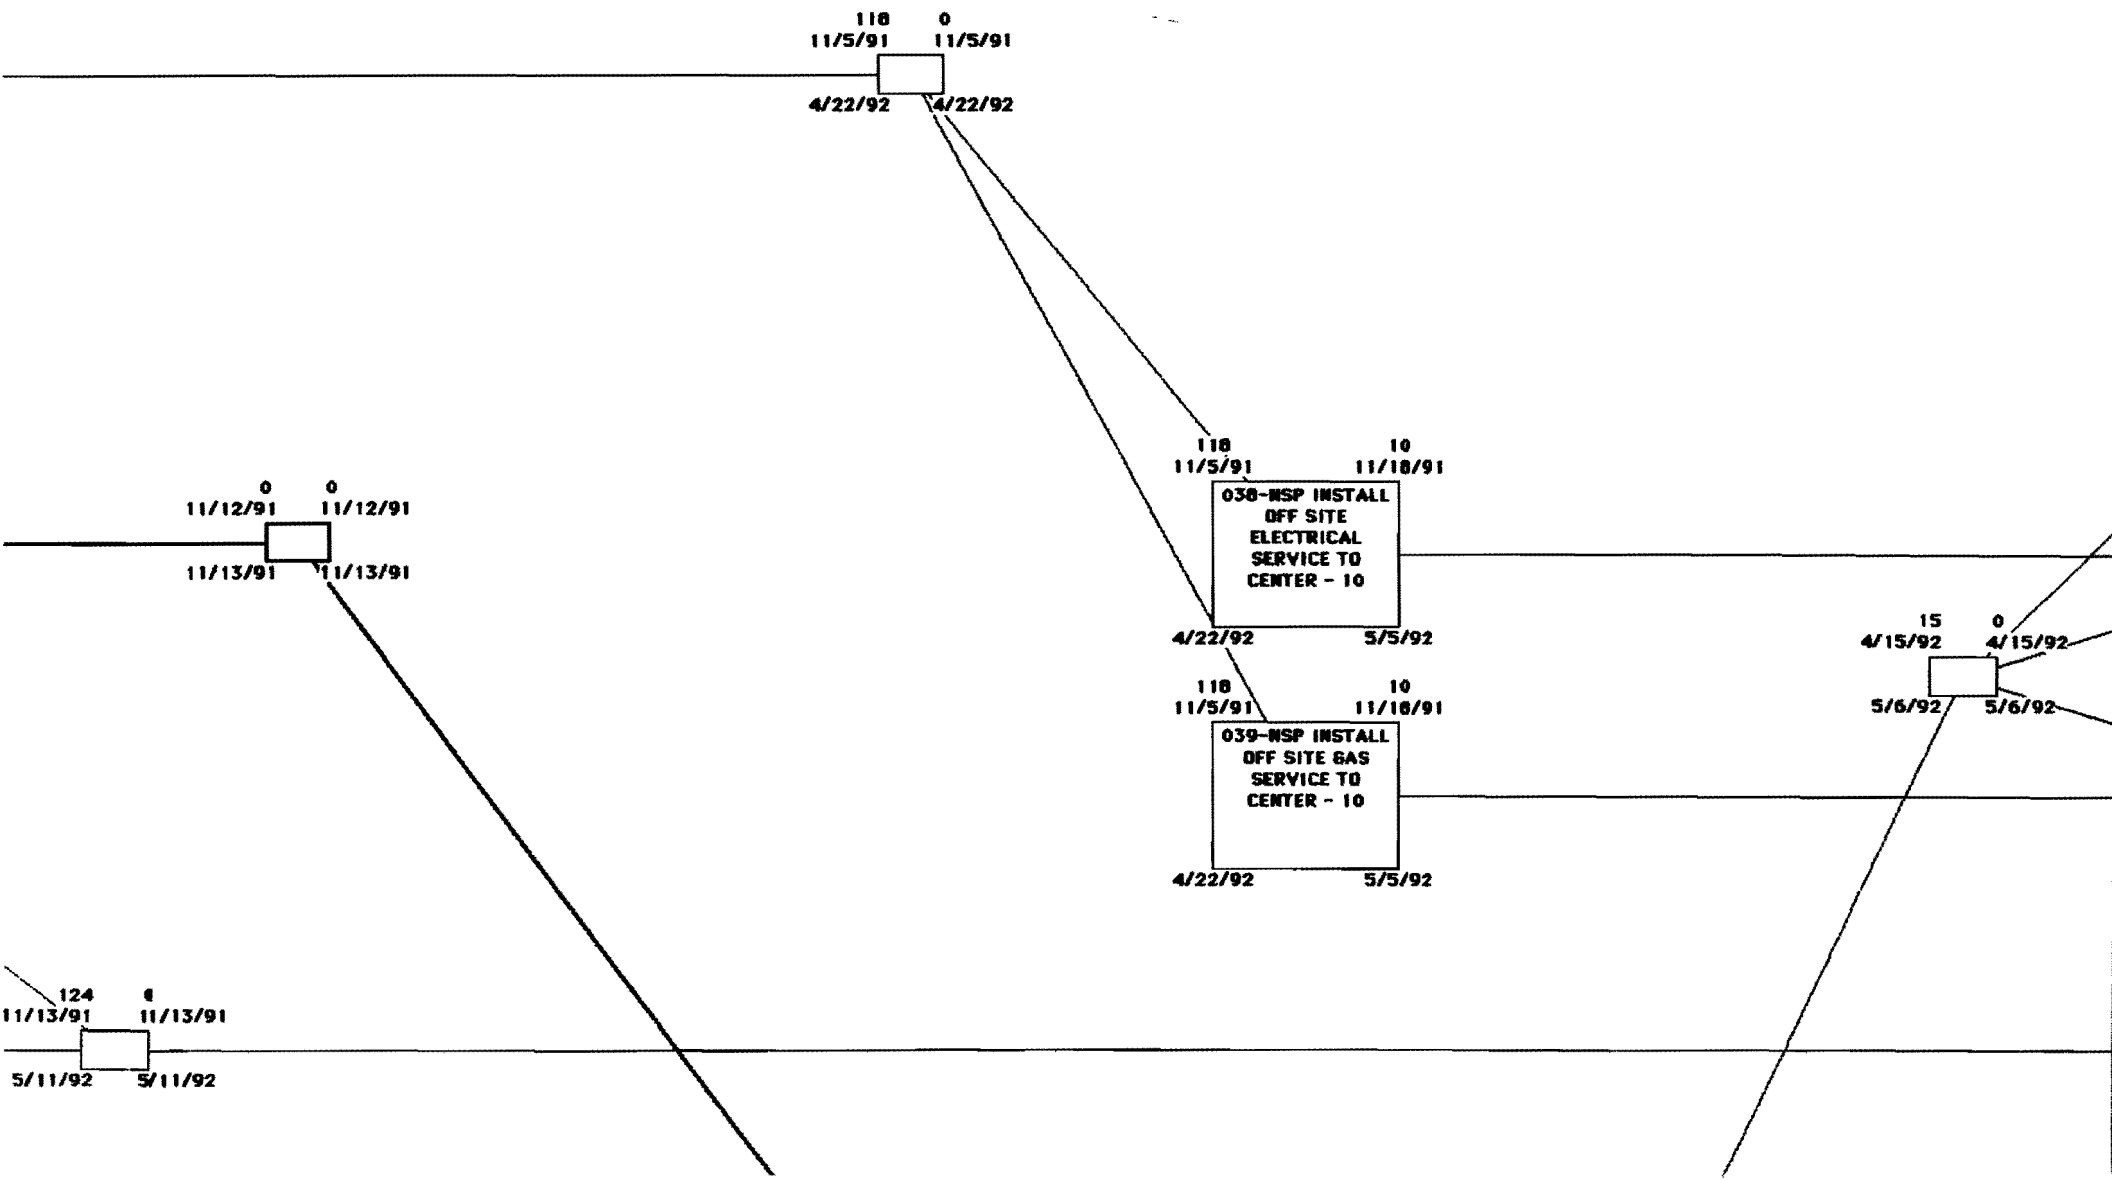 118 0
11/5/91 11/5/91
4/22/92 4/22/92
118 10
11/5/91 11/18/91
038-NSP INSTALL
OFF SITE
ELECTRICAL
SERVICE TO
CENTER - 10
4/22/92 5/5/92
0 0
11/12/91 11/12/91
11/13/91 11/13/91
15 0
4/15/92 4/15/92
5/6/92 5/6/92
118 10
11/5/91 11/18/91
039-NSP INSTALL
OFF SITE GAS
SERVICE TO
CENTER - 10
4/22/92 5/5/92
124
11/13/91 11/13/91
5/11/92 5/11/92